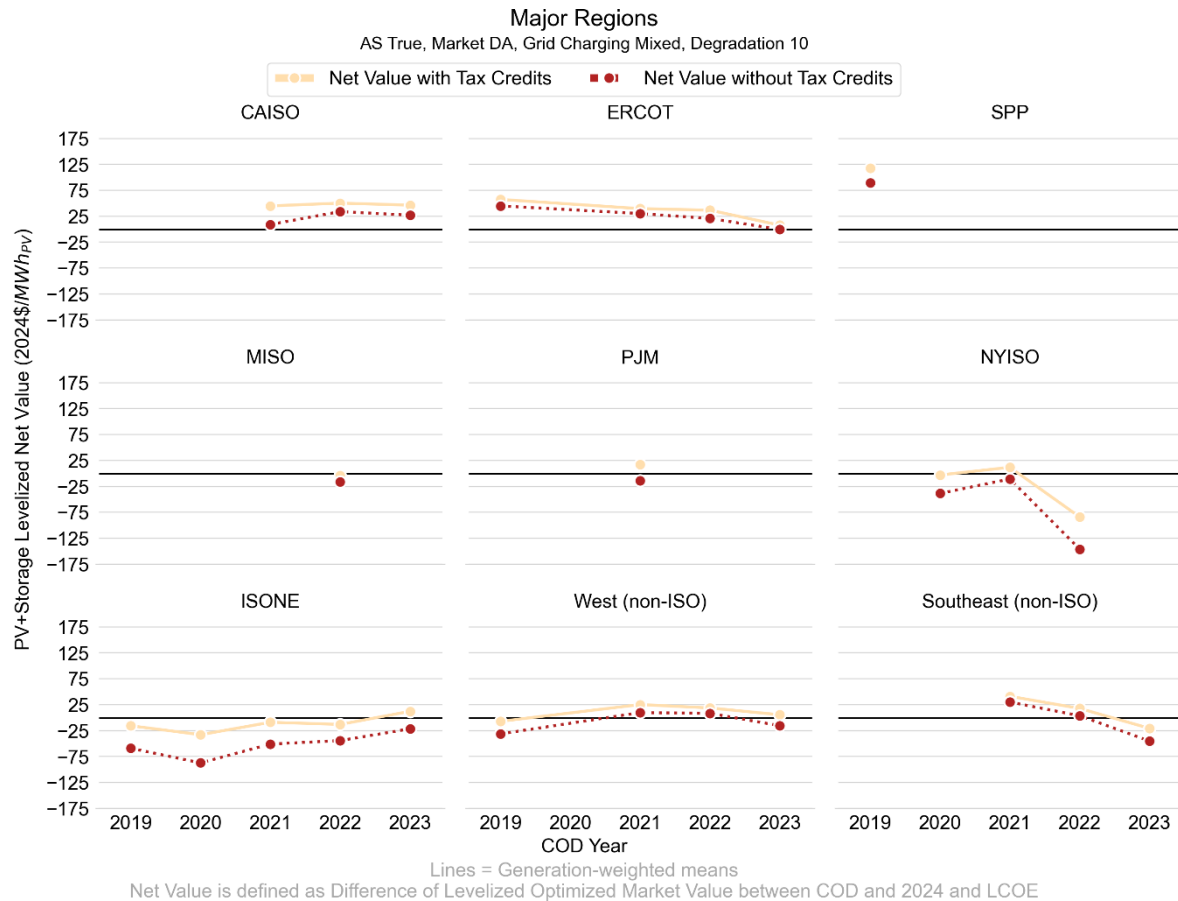 Major Regions
AS True, Market DA, Grid Charging Mixed, Degradation 10
Net Value with Tax Credits
Net Value without Tax Credits
CAISO
ERCOT
SPP
175
125
75
25
−25
−75
−125
−175
MISO
PJM
NYISO
175
125
75
25
−25
−75
−125
−175
PV+Storage Levelized Net Value (2024$/MWh_PV)
ISONE
West (non-ISO)
Southeast (non-ISO)
175
125
75
25
−25
−75
−125
−175
2019 2020 2021 2022 2023
2019 2020 2021 2022 2023
2019 2020 2021 2022 2023
COD Year
Lines = Generation-weighted means
Net Value is defined as Difference of Levelized Optimized Market Value between COD and 2024 and LCOE